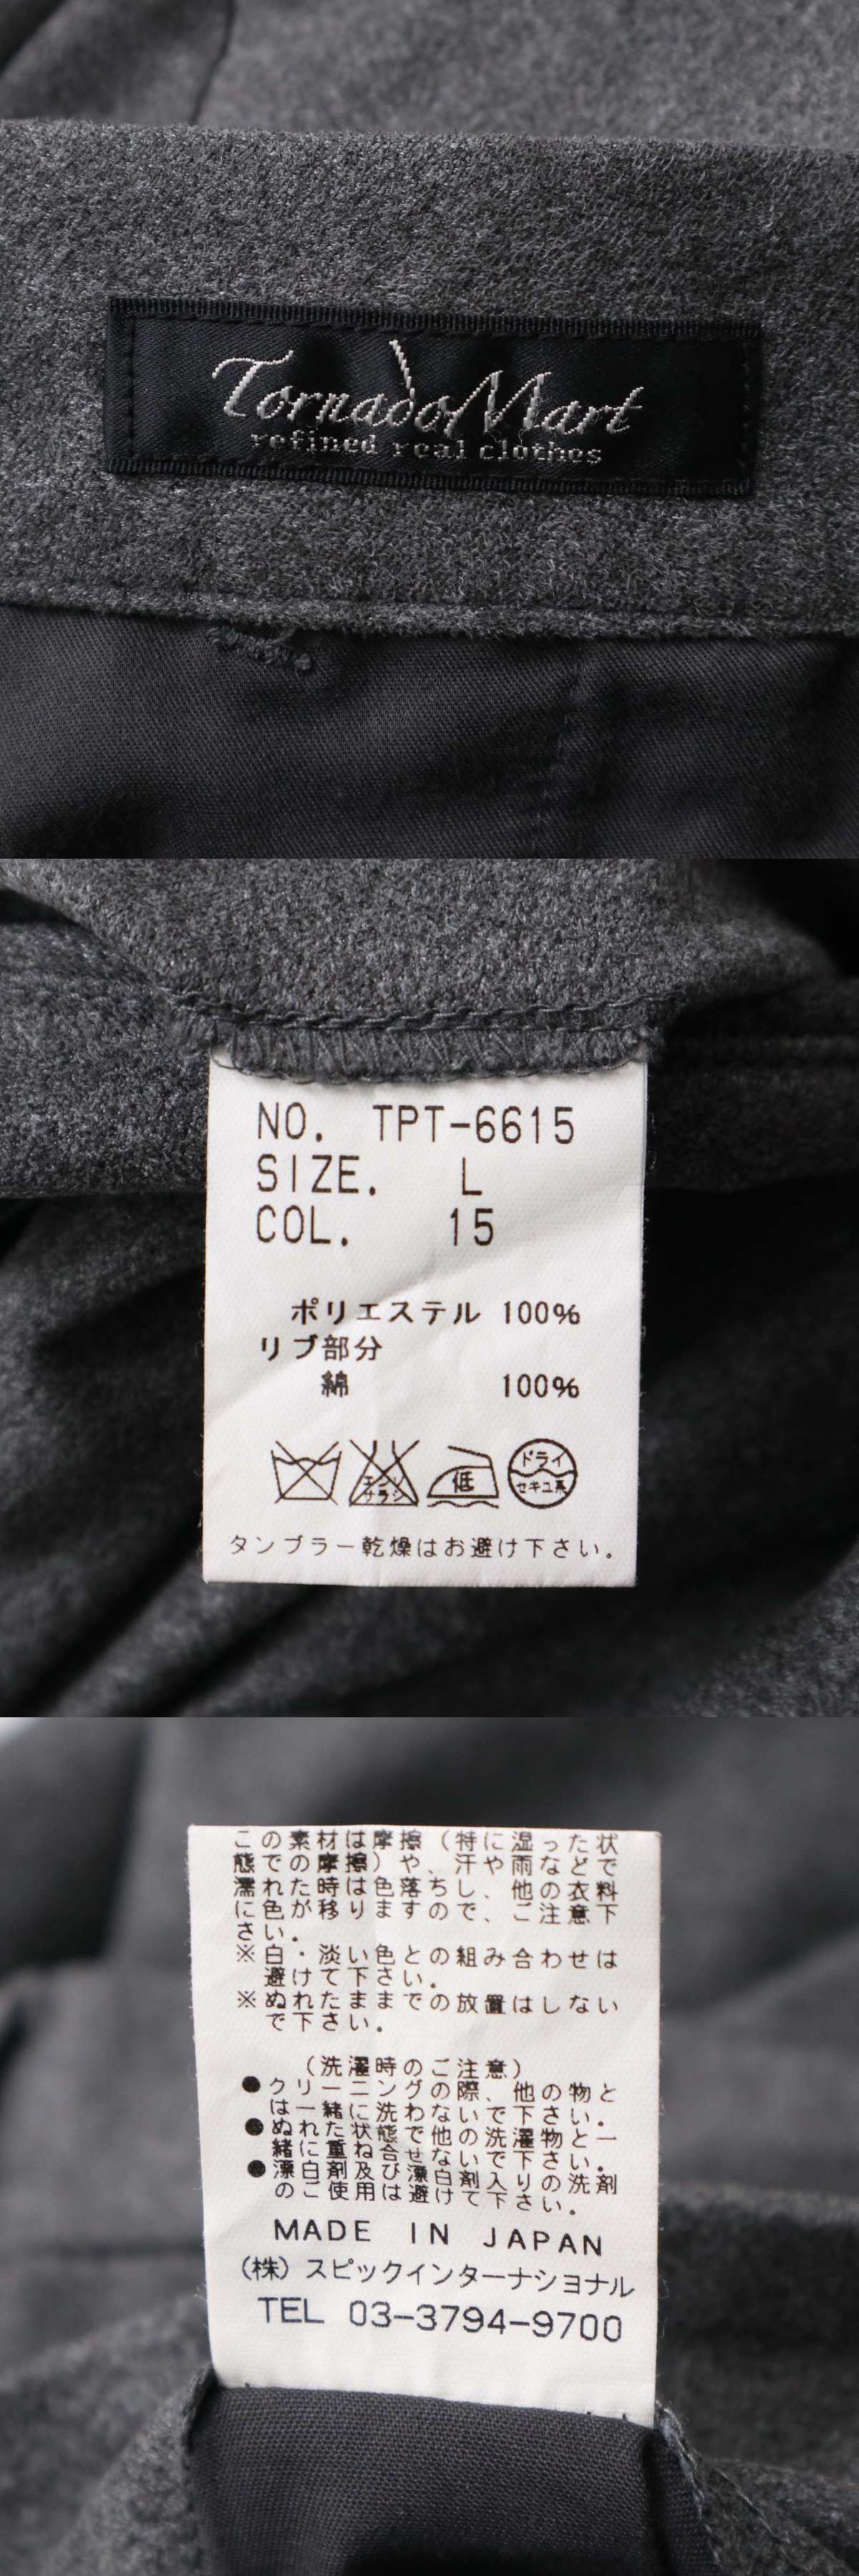 TornadoMart
refined real clothes
NO. TPT-6615
SIZE. L
COL. 15
ポリエステル 100%
リブ部分
綿 100%
エンソ
サラシ
低
ドライ
セキユ系
タンブラー乾燥はお避け下さい。
この素材は摩擦(特に湿った状
態での摩擦)や、汗や雨などで
濡れた時は色落ちし、他の衣料
に色が移りますので、ご注意下
さい。
※白・淡い色との組み合わせは
避けて下さい。
※ぬれたままでの放置はしない
で下さい。
(洗濯時のご注意)
●クリーニングの際、他の物と
は一緒に洗わないで下さい。
●ぬれた状態で他の洗濯物と一
緒に重ね合せないで下さい。
●漂白剤及び漂白剤入りの洗剤
のご使用は避けて下さい。
MADE IN JAPAN
(株)スピックインターナショナル
TEL 03-3794-9700